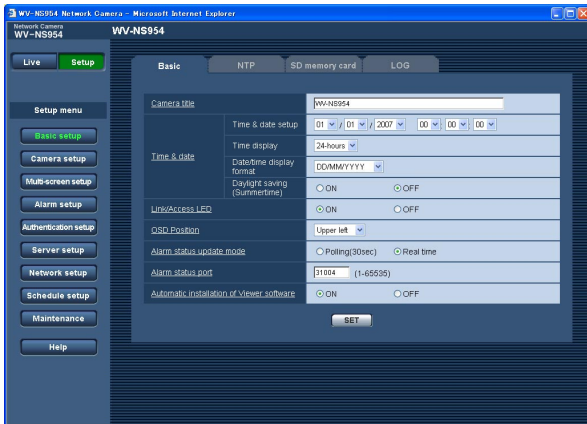 WV-NS954 Network Camera - Microsoft Internet Explorer
Network Camera
WV-NS954
WV-NS954
Live
Setup
Basic
NTP
SD memory card
LOG
Setup menu
Basic setup
Camera setup
Multi-screen setup
Alarm setup
Authentication setup
Server setup
Network setup
Schedule setup
Maintenance
Help
Camera title
WV-NS954
Time & date
Time & date setup
01 / 01 / 2007 00 : 00 : 00
Time display
24-hours
Date/time display format
DD/MM/YYYY
Daylight saving (Summertime)
ON OFF
Link/Access LED
ON OFF
OSD Position
Upper left
Alarm status update mode
Polling(30sec) Real time
Alarm status port
31004 (1-65535)
Automatic installation of Viewer software
ON OFF
SET